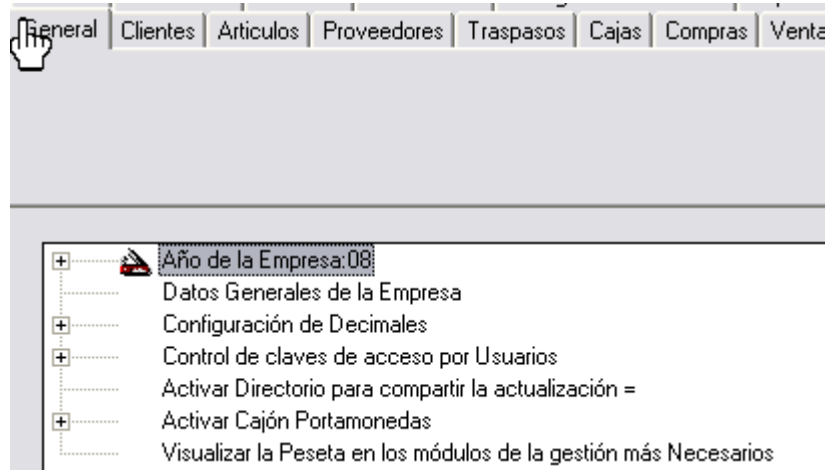 General Clientes Articulos Proveedores Traspasos Cajas Compras
Año de la Empresa:08
Datos Generales de la Empresa
Configuración de Decimales
Control de claves de acceso por Usuarios
Activar Directorio para compartir la actualización =
Activar Cajón Portamonedas
Visualizar la Peseta en los módulos de la gestión más Necesarios